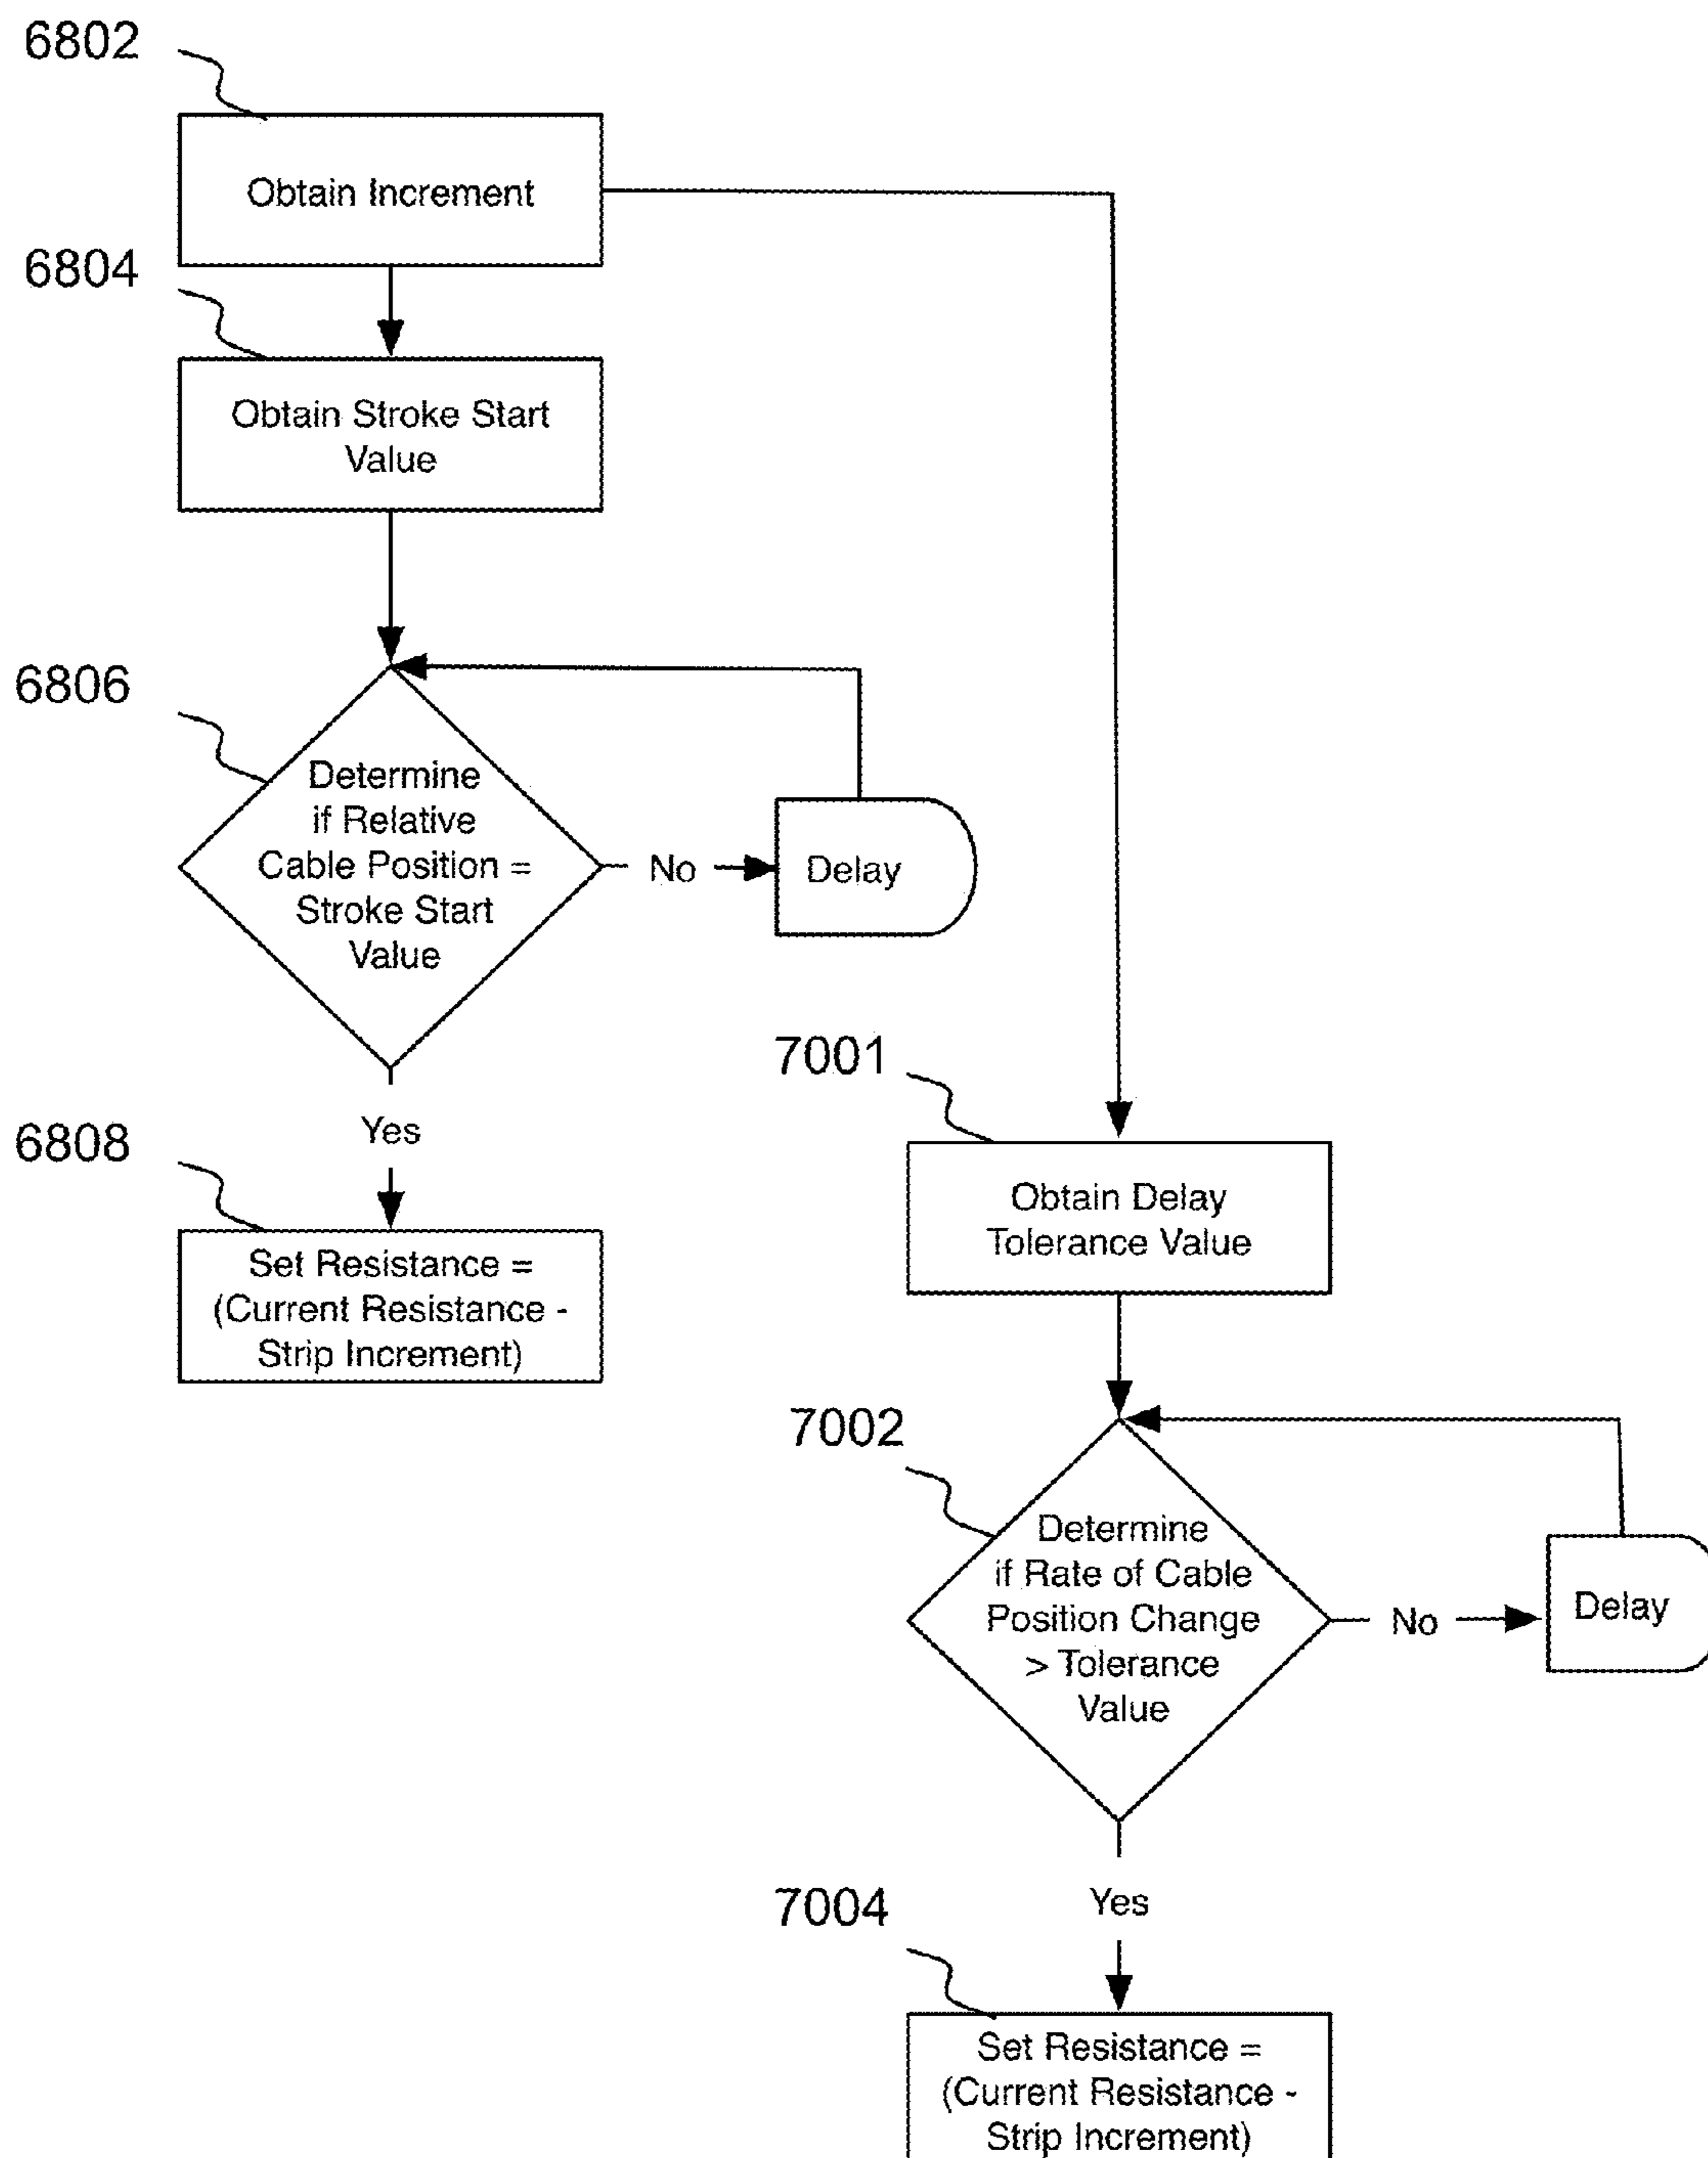 6802
Obtain Increment
6804
Obtain Stroke Start
Value
6806
Determine
if Relative
Cable Position =
Stroke Start
Value
No
Delay
Yes
6808
Set Resistance =
(Current Resistance -
Strip Increment)
7001
Obtain Delay
Tolerance Value
7002
Determine
if Rate of Cable
Position Change
> Tolerance
Value
No
Delay
Yes
7004
Set Resistance =
(Current Resistance -
Strip Increment)